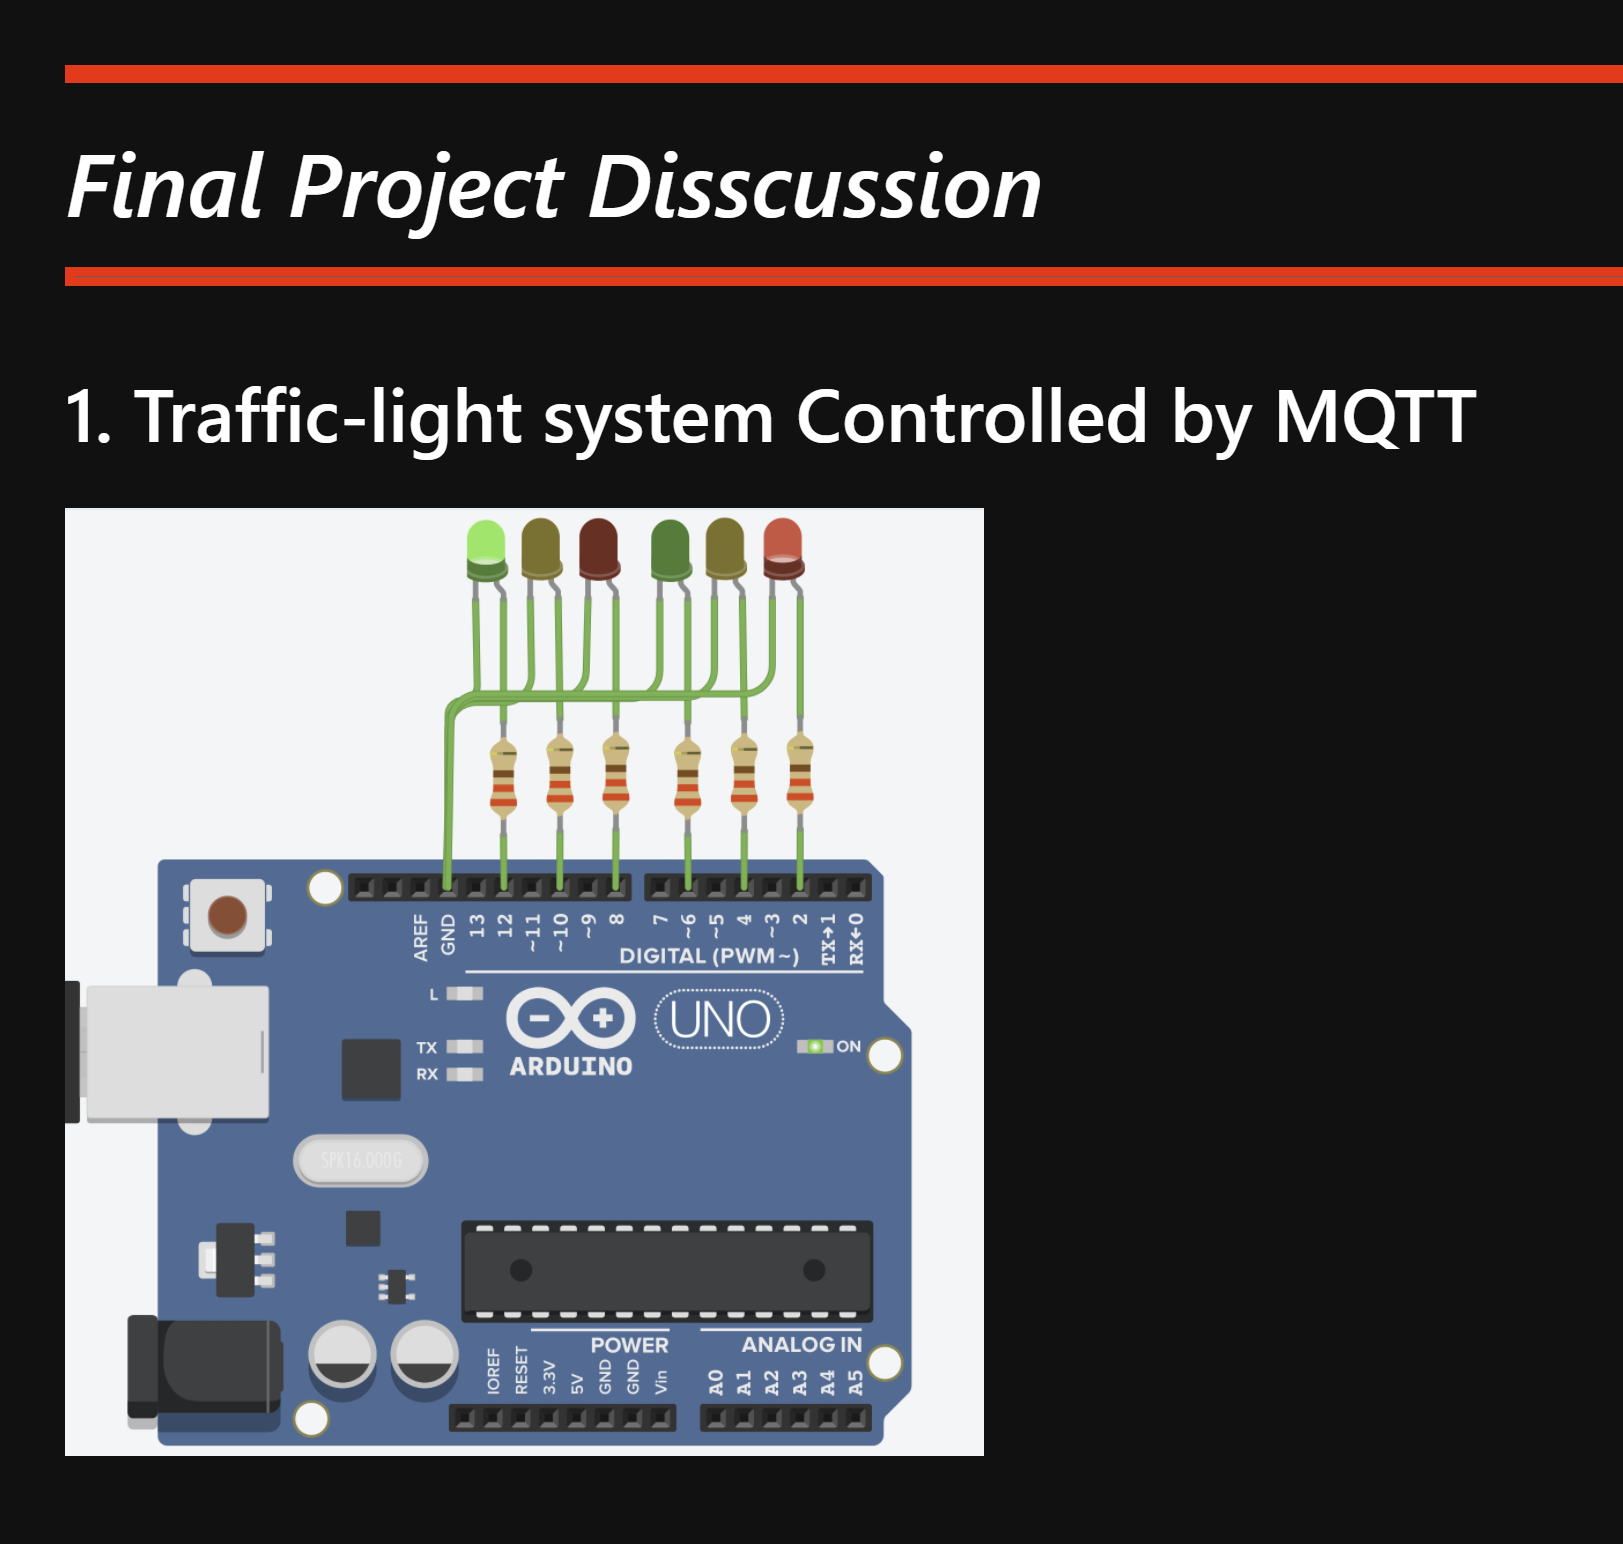 Final Project Disscussion
1. Traffic-light system Controlled by MQTT
AREF GND 13 12 ~11 ~10 ~9 8 7 ~6 ~5 4 ~3 2 TX→1 RX←0
DIGITAL (PWM~)
L
TX
RX
ARDUINO
UNO
ON
SPK16.000G
POWER
ANALOG IN
IOREF RESET 3.3V 5V GND GND Vin A0 A1 A2 A3 A4 A5